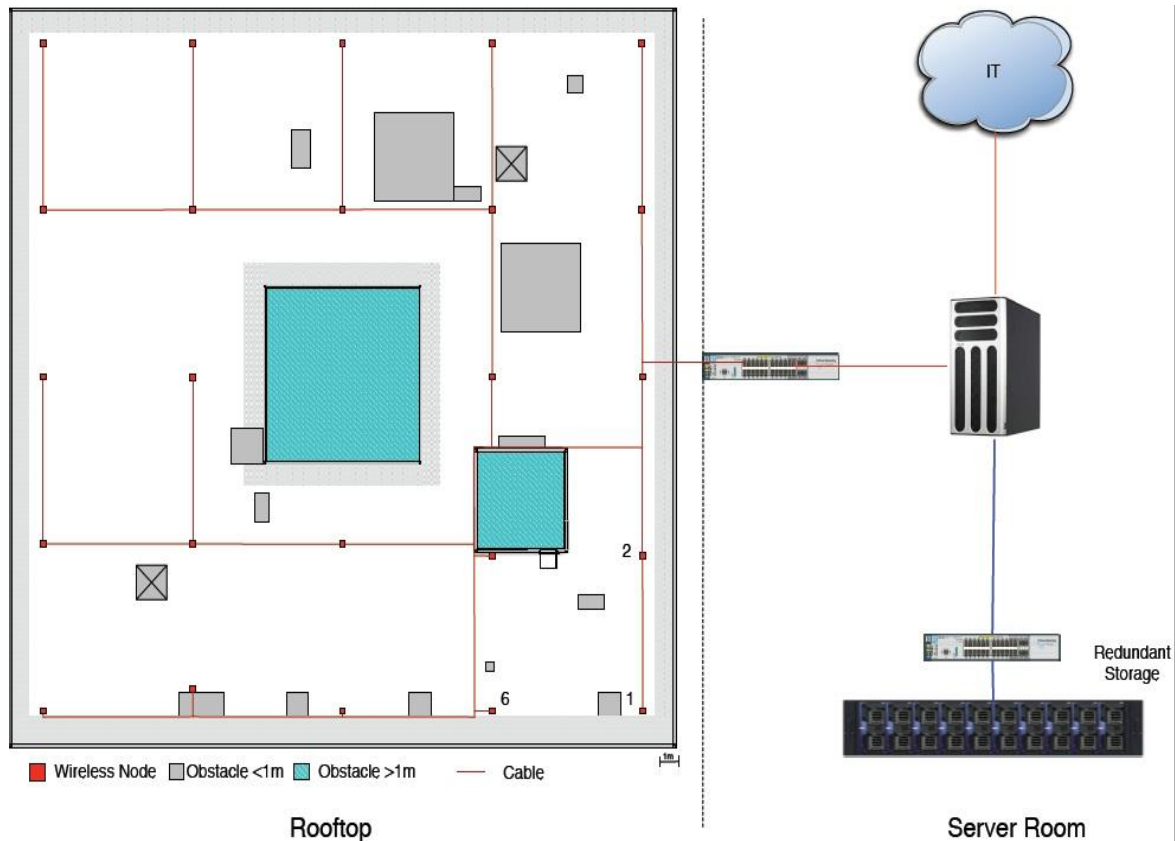 IT
2
6
1
Redundant
Storage
1m
Wireless Node
Obstacle <1m
Obstacle >1m
Cable
Rooftop
Server Room